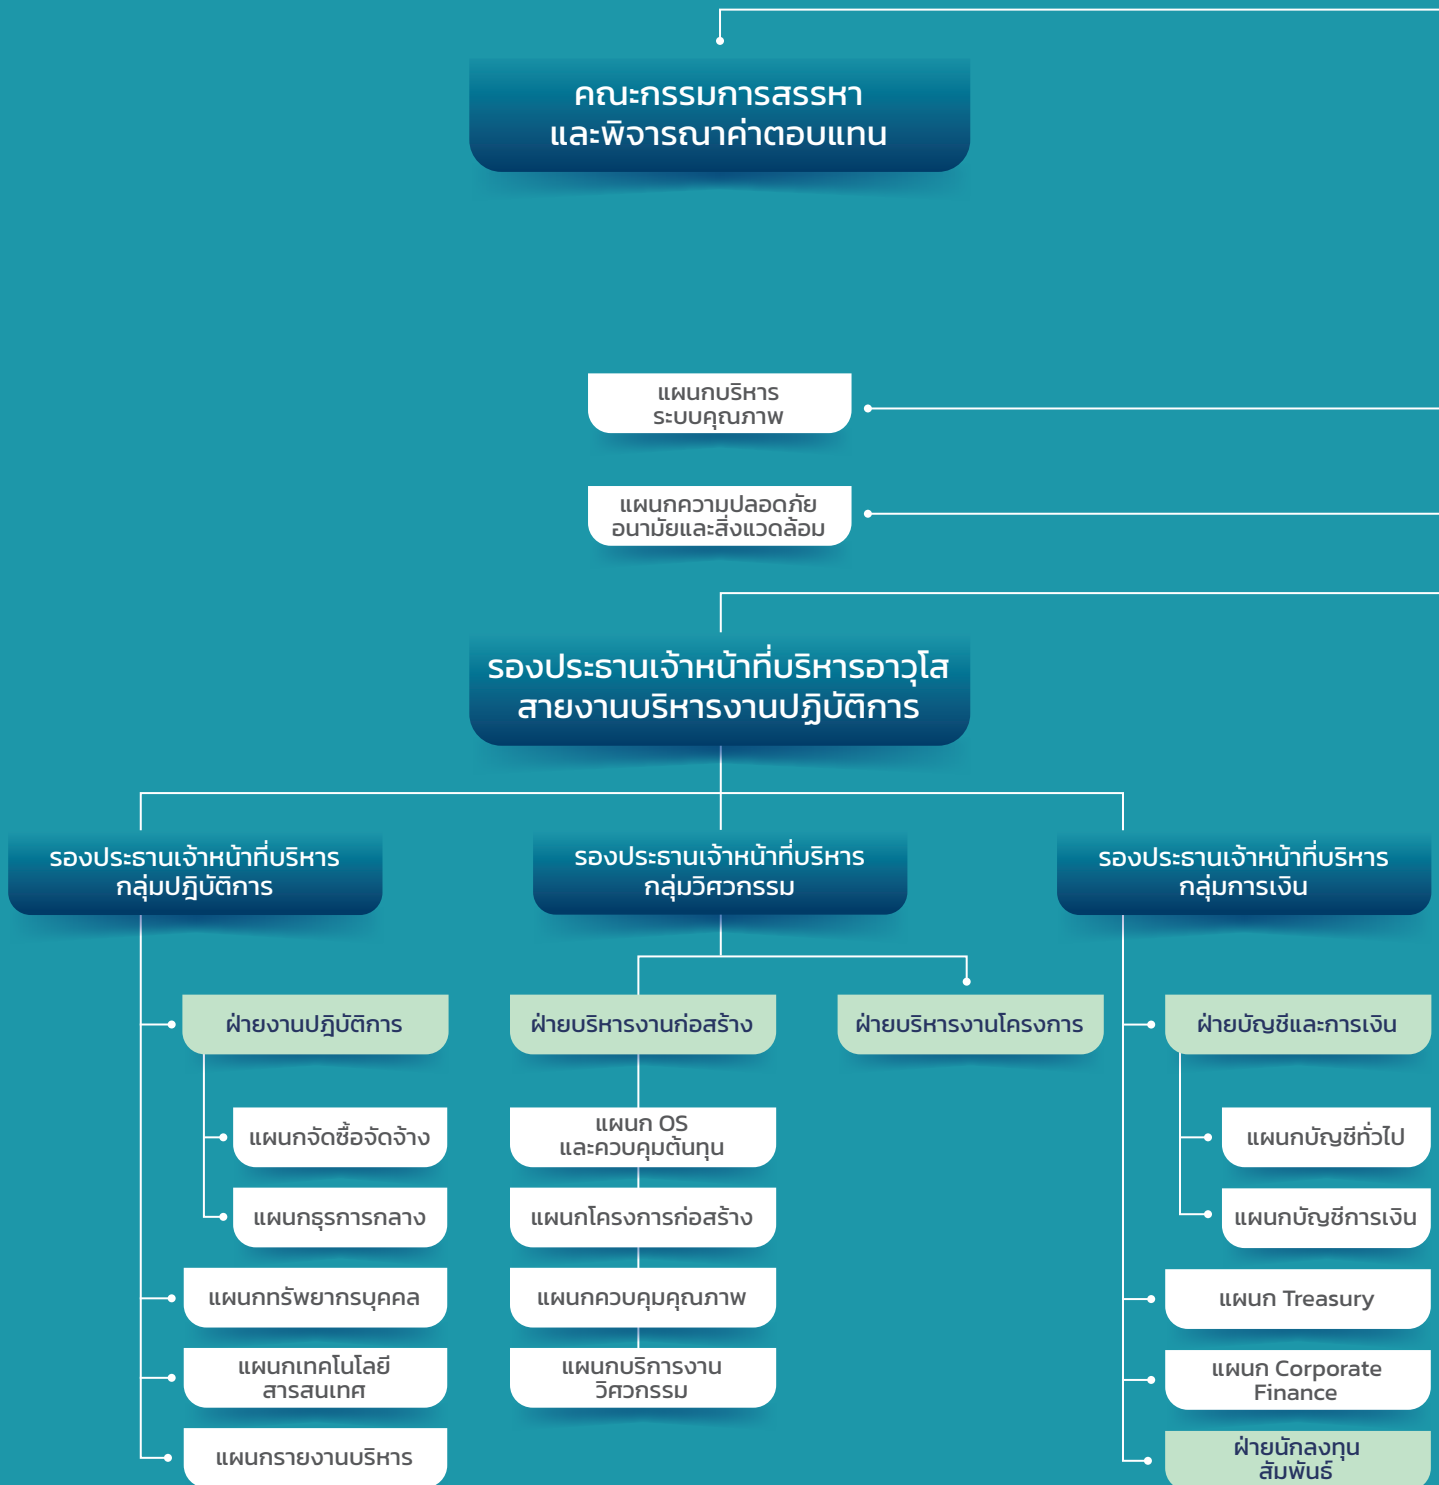 คณะกรรมการสรรหา
และพิจารณาค่าตอบแทน
แผนกบริหาร
ระบบคุณภาพ
แผนกความปลอดภัย
อนามัยและสิ่งแวดล้อม
รองประธานเจ้าหน้าที่บริหารอาวุโส
สายงานบริหารงานปฏิบัติการ
รองประธานเจ้าหน้าที่บริหาร
กลุ่มปฎิบัติการ
รองประธานเจ้าหน้าที่บริหาร
กลุ่มวิศวกรรม
รองประธานเจ้าหน้าที่บริหาร
กลุ่มการเงิน
ฝ่ายงานปฎิบัติการ
แผนกจัดซื้อจัดจ้าง
แผนกธุรการกลาง
แผนกทรัพยากรบุคคล
แผนกเทคโนโลยี
สารสนเทศ
แผนกรายงานบริหาร
ฝ่ายบริหารงานก่อสร้าง
แผนก OS
และควบคุมต้นทุน
แผนกโครงการก่อสร้าง
แผนกควบคุมคุณภาพ
แผนกบริการงาน
วิศวกรรม
ฝ่ายบริหารงานโครงการ
ฝ่ายบัญชีและการเงิน
แผนกบัญชีทั่วไป
แผนกบัญชีการเงิน
แผนก Treasury
แผนก Corporate
Finance
ฝ่ายนักลงทุน
สัมพันธ์